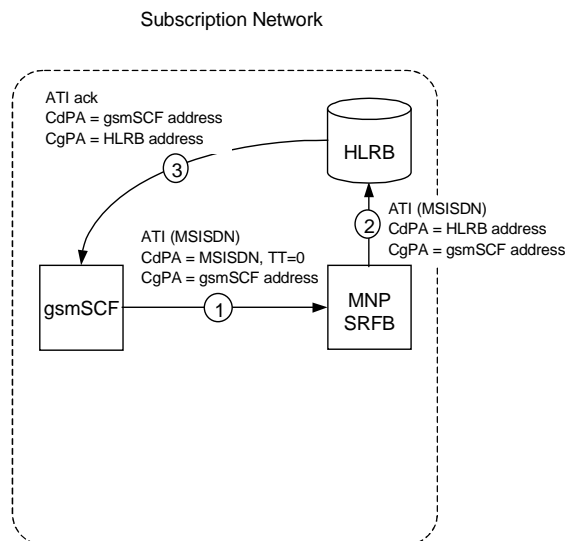 Subscription Network
ATI ack
CdPA = gsmSCF address
CgPA = HLRB address
HLRB
3
ATI (MSISDN)
CdPA = HLRB address
CgPA = gsmSCF address
2
ATI (MSISDN)
CdPA = MSISDN, TT=0
CgPA = gsmSCF address
gsmSCF
1
MNP
SRFB